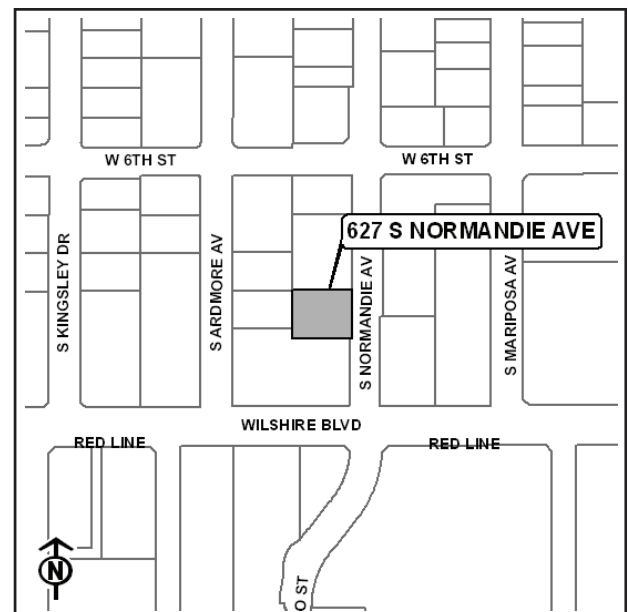 W 6TH ST
W 6TH ST
627 S NORMANDIE AVE
S KINGSLEY DR
S ARDMORE AV
S NORMANDIE AV
S MARIPOSA AV
WILSHIRE BLVD
RED LINE
RED LINE
N
O ST